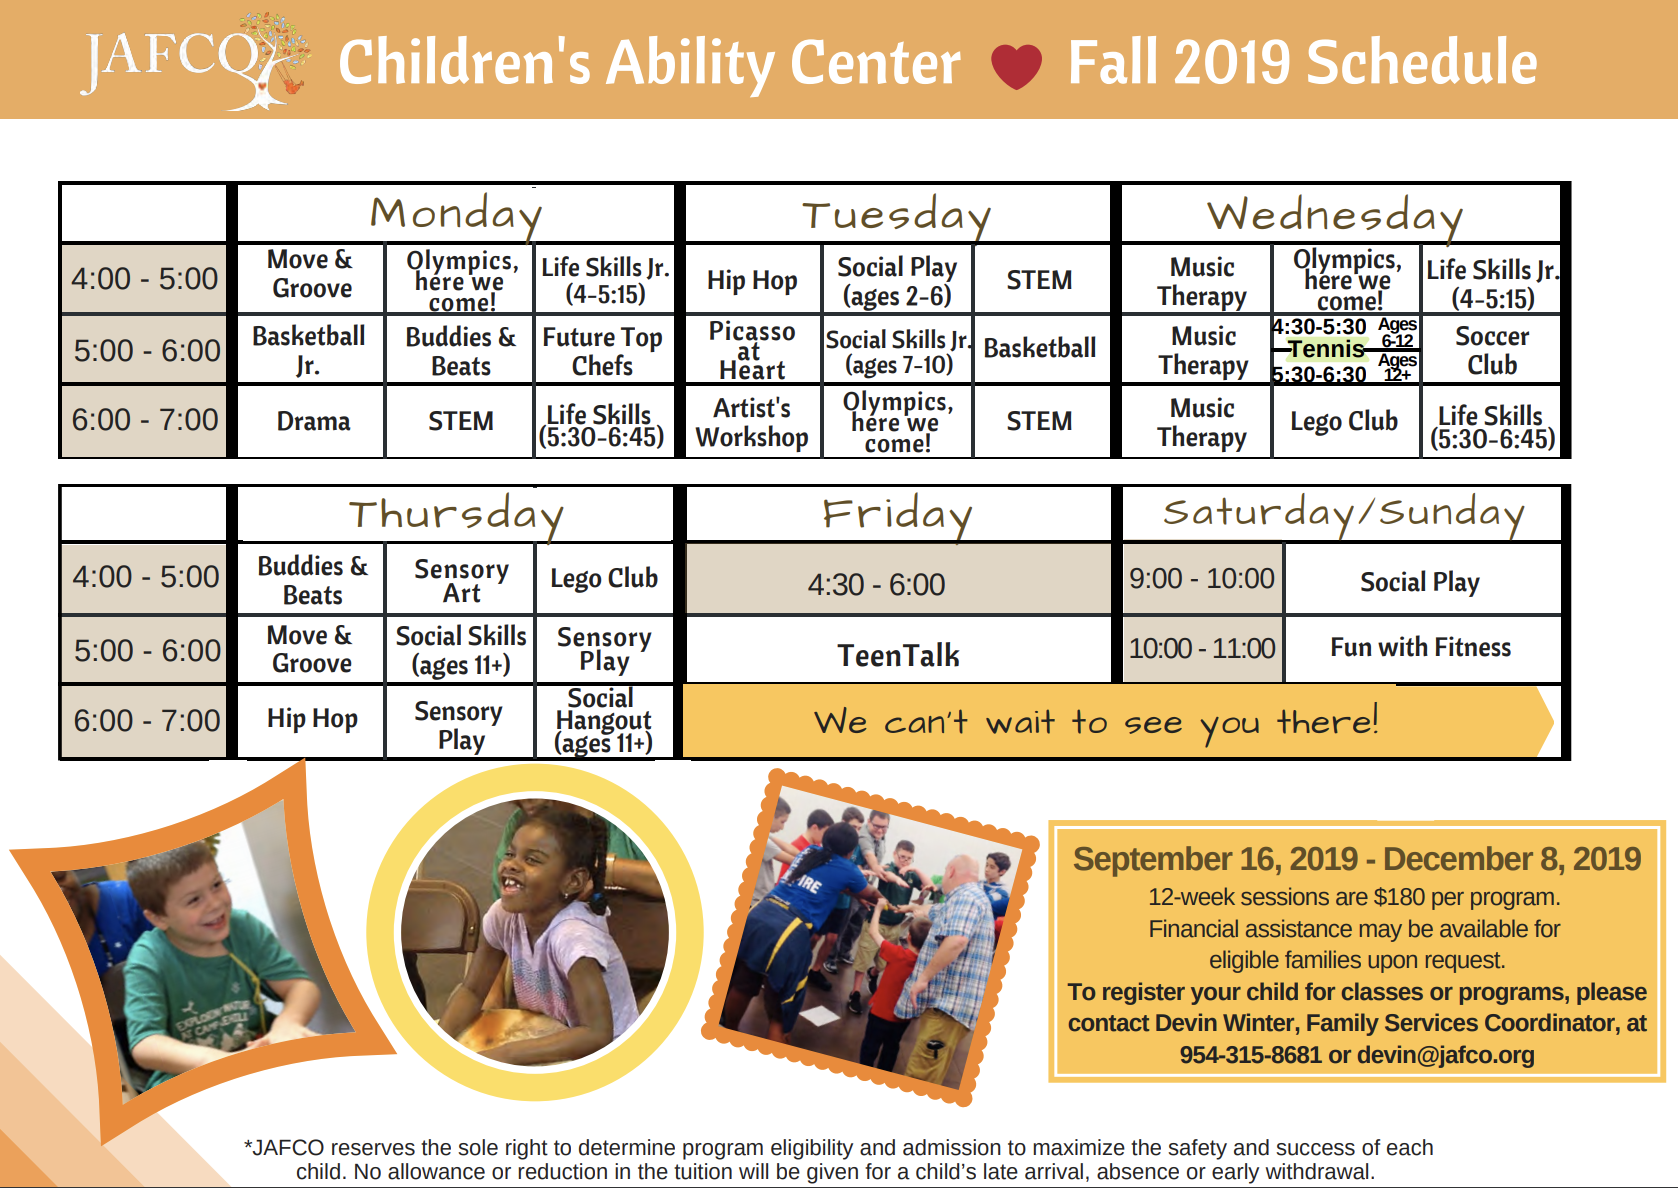 JAFCO Children's Ability Center Fall 2019 Schedule
Monday Tuesday Wednesday
4:00 - 5:00
Move &
Groove
Olympics,
here we
come!
Life Skills Jr.
(4-5:15)
Hip Hop
Social Play
(ages 2-6)
STEM
Music
Therapy
Olympics,
here we
come!
Life Skills Jr.
(4-5:15)
5:00 - 6:00
Basketball
Jr.
Buddies &
Beats
Future Top
Chefs
Picasso
at
Heart
Social Skills Jr.
(ages 7-10)
Basketball
Music
Therapy
4:30-5:30 Ages
6-12
Tennis
Ages
5:30-6:30 12+
Soccer
Club
6:00 - 7:00
Drama
STEM
Life Skills
(5:30-6:45)
Artist's
Workshop
Olympics,
here we
come!
STEM
Music
Therapy
Lego Club
Life Skills
(5:30-6:45)
Thursday Friday Saturday/Sunday
4:00 - 5:00
Buddies &
Beats
Sensory
Art
Lego Club
4:30 - 6:00
9:00 - 10:00
Social Play
5:00 - 6:00
Move &
Groove
Social Skills
(ages 11+)
Sensory
Play
TeenTalk
10:00 - 11:00
Fun with Fitness
6:00 - 7:00
Hip Hop
Sensory
Play
Social
Hangout
(ages 11+)
We can't wait to see you there!
September 16, 2019 - December 8, 2019
12-week sessions are $180 per program.
Financial assistance may be available for
eligible families upon request.
To register your child for classes or programs, please
contact Devin Winter, Family Services Coordinator, at
954-315-8681 or devin@jafco.org
*JAFCO reserves the sole right to determine program eligibility and admission to maximize the safety and success of each
child. No allowance or reduction in the tuition will be given for a child's late arrival, absence or early withdrawal.